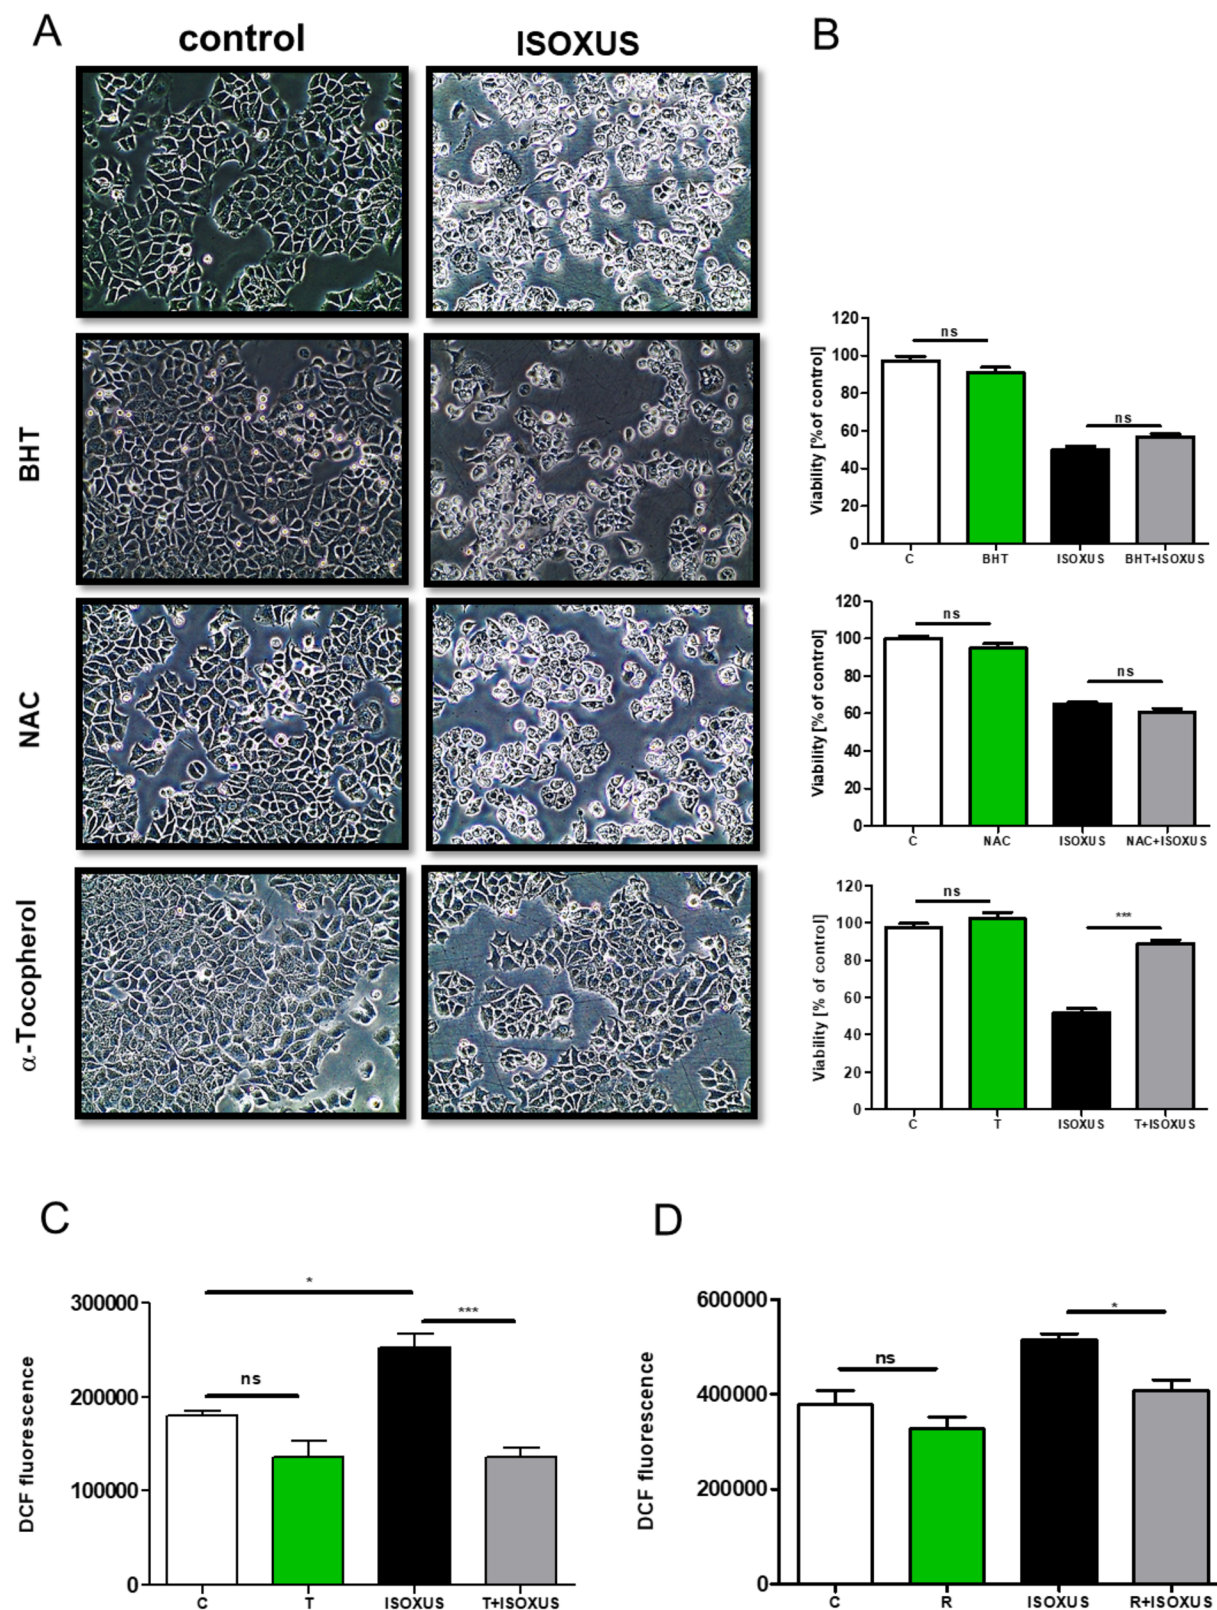 A
control
ISOXUS
B
BHT
NAC
α-Tocopherol
Viability [% of control]
120
100
80
60
40
20
0
ns
ns
C BHT ISOXUS BHT+ISOXUS
Viability [% of control]
120
100
80
60
40
20
0
ns
ns
C NAC ISOXUS NAC+ISOXUS
Viability [% of control]
120
100
80
60
40
20
0
ns
***
C T ISOXUS T+ISOXUS
C
DCF fluorescence
300000
200000
100000
0
*
***
ns
C T ISOXUS T+ISOXUS
D
DCF fluorescence
600000
400000
200000
0
ns
*
C R ISOXUS R+ISOXUS